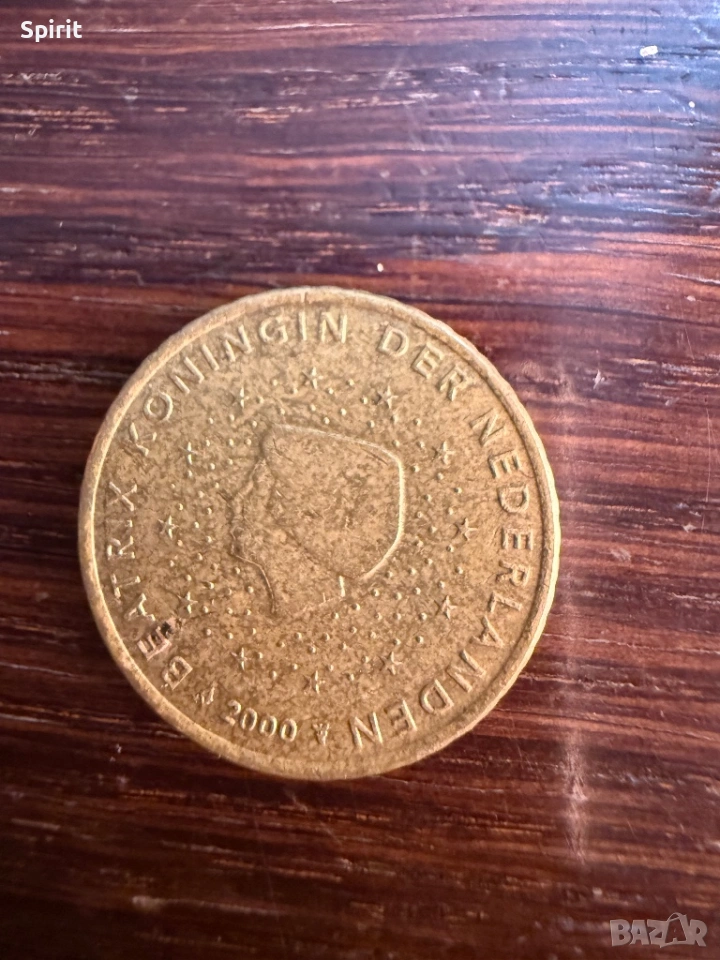 Spirit
BEATRIX KONINGIN DER NEDERLANDEN
2000
BAZAR